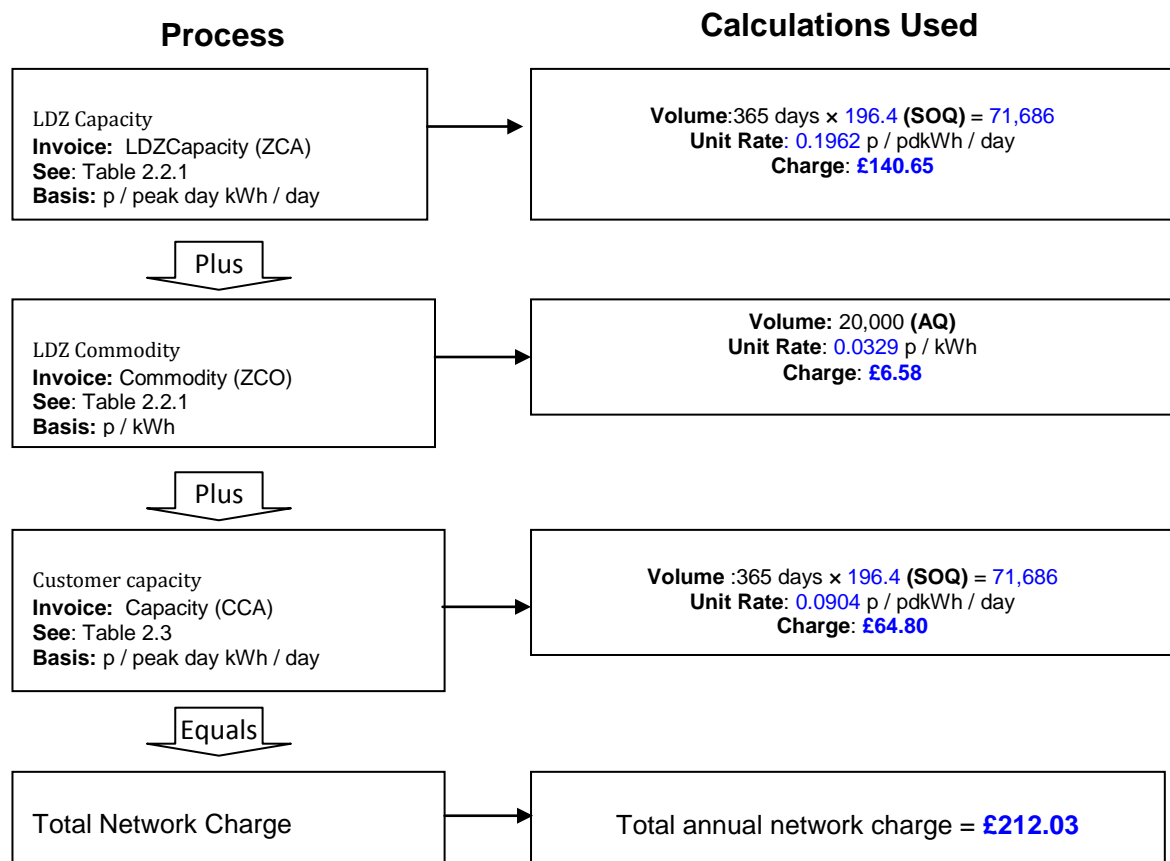 Process
Calculations Used
LDZ Capacity
Invoice: LDZCapacity (ZCA)
See: Table 2.2.1
Basis: p / peak day kWh / day
Volume:365 days × 196.4 (SOQ) = 71,686
Unit Rate: 0.1962 p / pdkWh / day
Charge: £140.65
Plus
LDZ Commodity
Invoice: Commodity (ZCO)
See: Table 2.2.1
Basis: p / kWh
Volume: 20,000 (AQ)
Unit Rate: 0.0329 p / kWh
Charge: £6.58
Plus
Customer capacity
Invoice: Capacity (CCA)
See: Table 2.3
Basis: p / peak day kWh / day
Volume :365 days × 196.4 (SOQ) = 71,686
Unit Rate: 0.0904 p / pdkWh / day
Charge: £64.80
Equals
Total Network Charge
Total annual network charge = £212.03